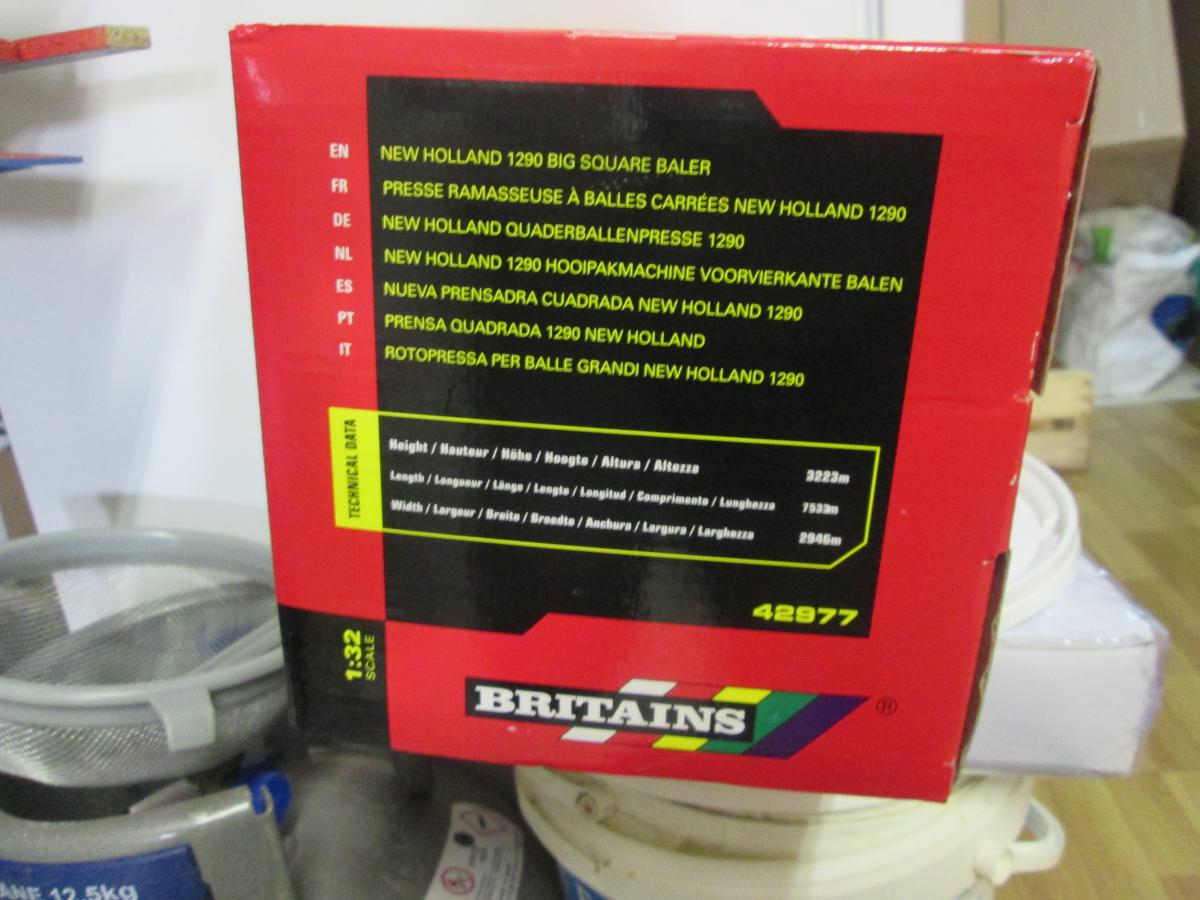 EN NEW HOLLAND 1290 BIG SQUARE BALER
FR PRESSE RAMASSEUSE À BALLES CARRÉES NEW HOLLAND 1290
DE NEW HOLLAND QUADERBALLENPRESSE 1290
NL NEW HOLLAND 1290 HOOIPAKMACHINE VOORVIERKANTE BALEN
ES NUEVA PRENSADRA CUADRADA NEW HOLLAND 1290
PT PRENSA QUADRADA 1290 NEW HOLLAND
IT ROTOPRESSA PER BALLE GRANDI NEW HOLLAND 1290
TECHNICAL DATA
Height / Hauteur / Höhe / Hoogte / Altura / Altezza 3223m
Length / Longueur / Länge / Lengte / Longitud / Comprimento / Lunghezza 7533m
Width / Largeur / Breite / Breedte / Anchura / Largura / Larghezza 2946m
42977
1:32
SCALE
BRITAINS ®
ANE 12.5kg